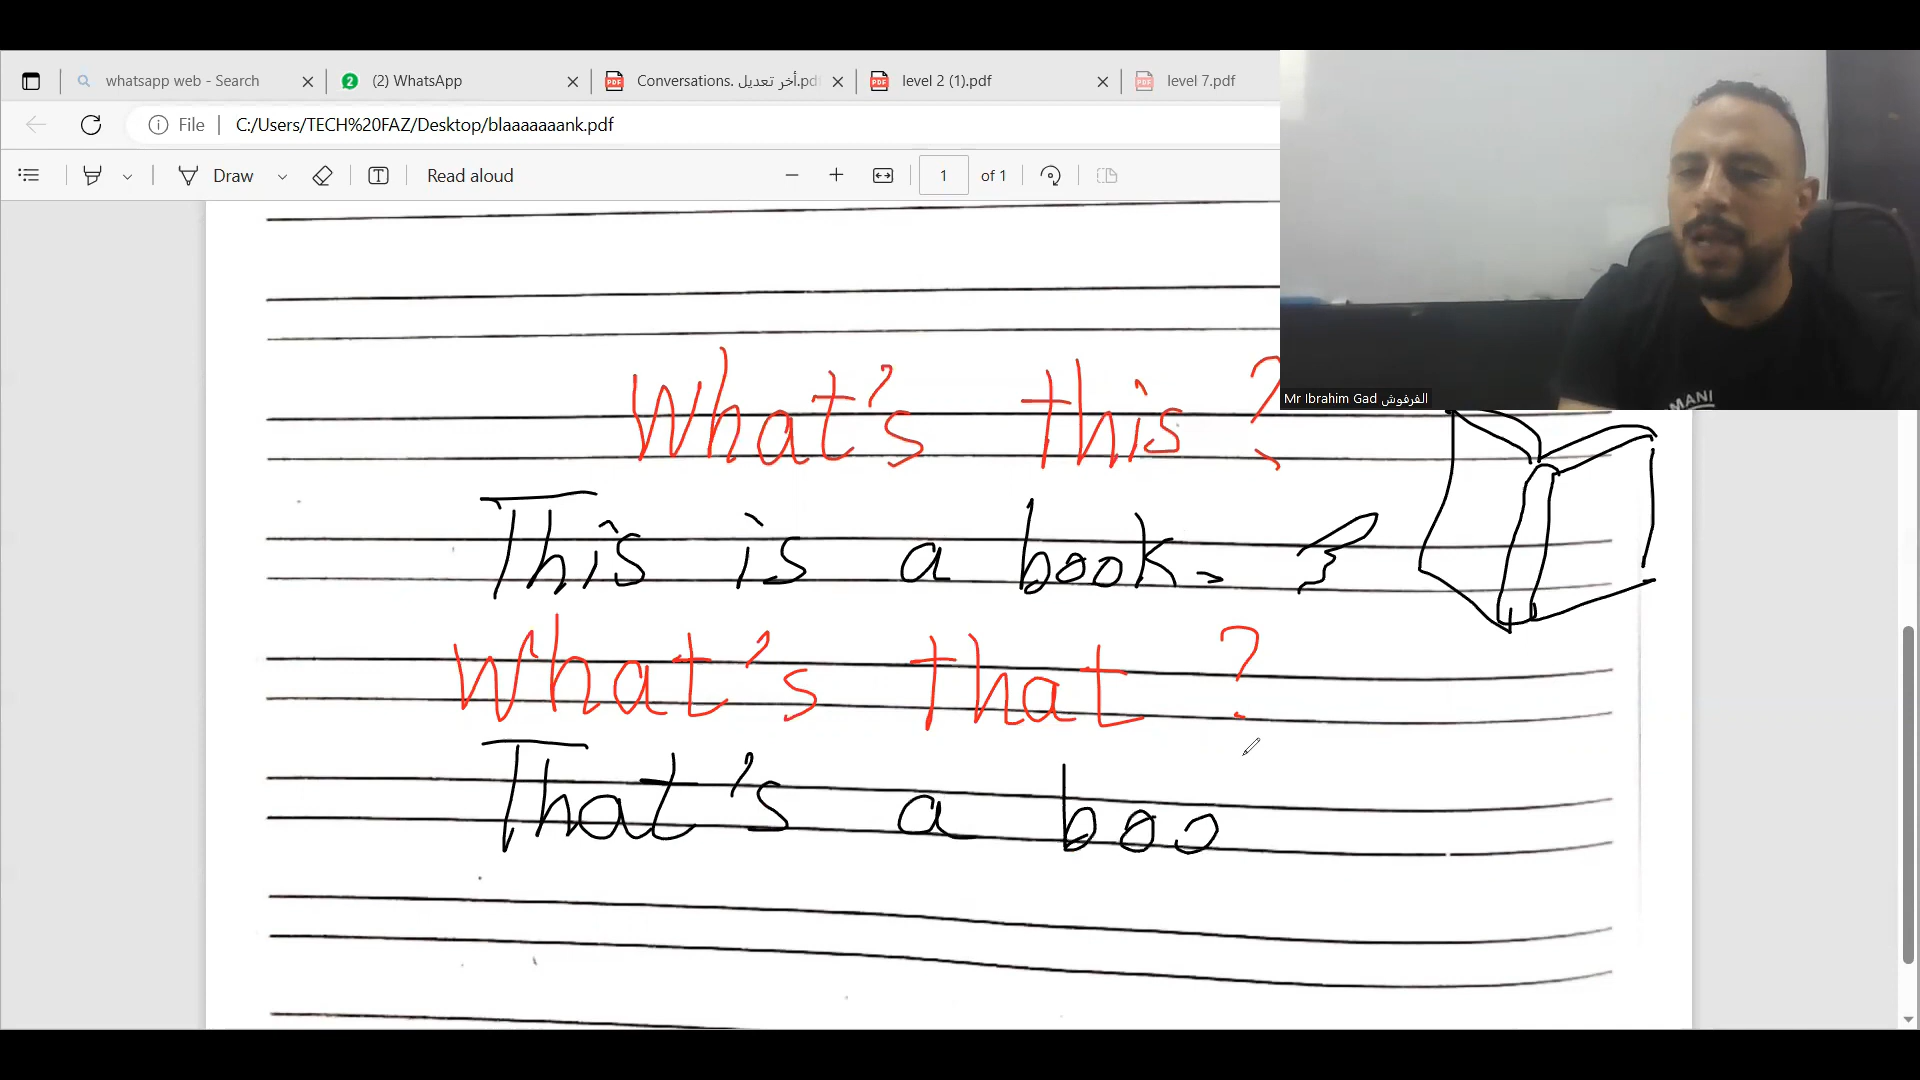 whatsapp web - Search
(2) WhatsApp
Conversations. أخر تعديل.pd
level 2 (1).pdf
level 7.pdf
File
C:/Users/TECH%20FAZ/Desktop/blaaaaaaank.pdf
Draw
Read aloud
1 of 1
MANI
Mr Ibrahim Gad الفرفوش
What's this?
This is a book.
What's that?
That's a boo